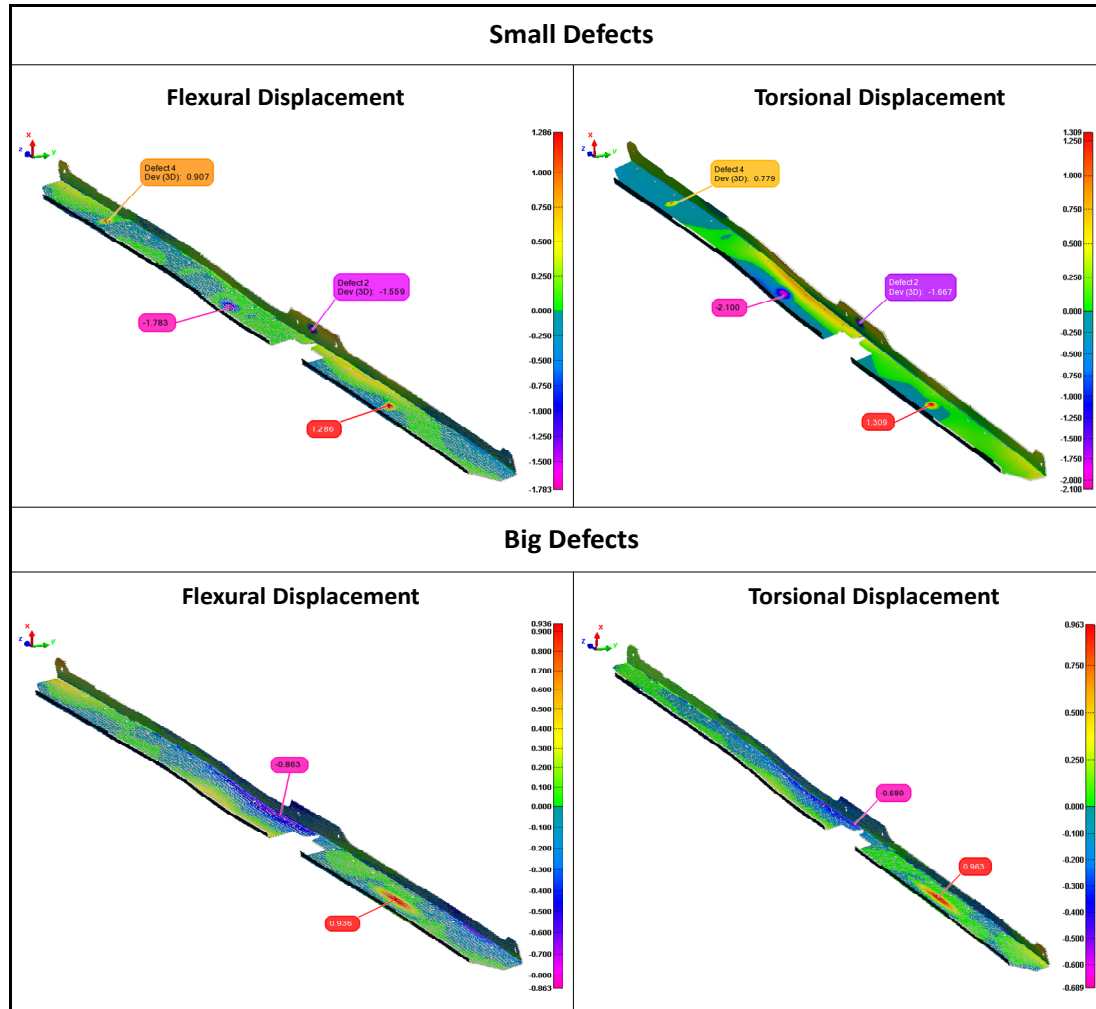 Small Defects
Flexural Displacement
Torsional Displacement
x
z
y
Defect 4
Dev (3D): 0.907
Defect 2
Dev (3D): -1.559
-1.783
1.286
1.286
1.000
0.750
0.500
0.250
0.000
-0.250
-0.500
-0.750
-1.000
-1.250
-1.500
-1.783
x
z
y
Defect 4
Dev (3D): 0.779
Defect 2
Dev (3D): -1.667
-2.100
1.309
1.309
1.250
1.000
0.750
0.500
0.250
0.000
-0.250
-0.500
-0.750
-1.000
-1.250
-1.500
-1.750
-2.000
-2.100
Big Defects
Flexural Displacement
Torsional Displacement
x
z
y
-0.863
0.936
0.936
0.900
0.800
0.700
0.600
0.500
0.400
0.300
0.200
0.100
0.000
-0.100
-0.200
-0.300
-0.400
-0.500
-0.600
-0.700
-0.863
x
z
y
-0.689
0.963
0.963
0.750
0.500
0.250
0.000
-0.100
-0.200
-0.300
-0.400
-0.500
-0.600
-0.689